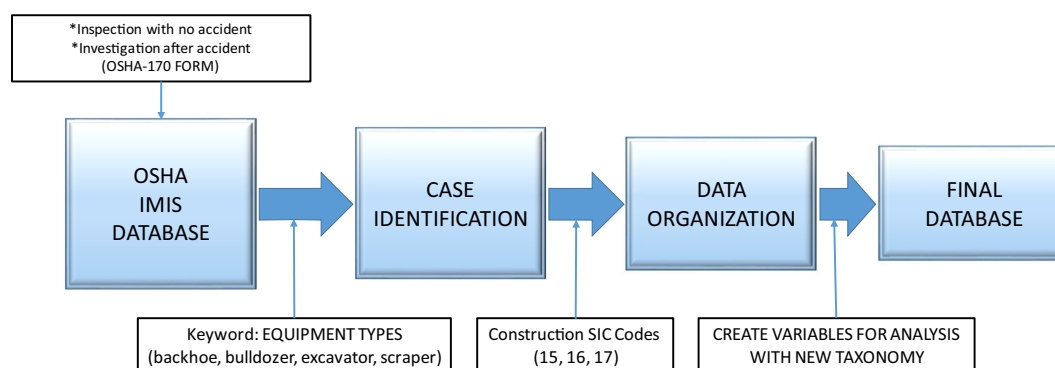 *Inspection with no accident
*Investigation after accident
(OSHA-170 FORM)
OSHA
IMIS
DATABASE
CASE
IDENTIFICATION
DATA
ORGANIZATION
FINAL
DATABASE
Keyword: EQUIPMENT TYPES
(backhoe, bulldozer, excavator, scraper)
Construction SIC Codes
(15, 16, 17)
CREATE VARIABLES FOR ANALYSIS
WITH NEW TAXONOMY